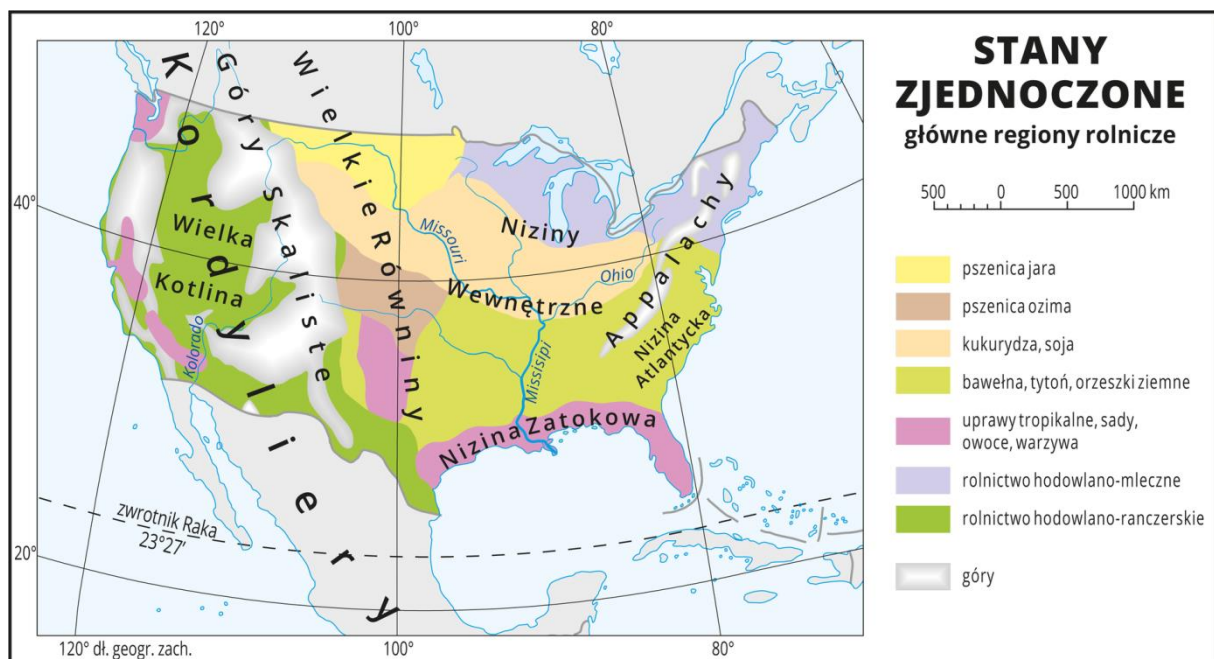 STANY
ZJEDNOCZONE
główne regiony rolnicze
500 0 500 1000 km
pszenica jara
pszenica ozima
kukurydza, soja
bawełna, tytoń, orzeszki ziemne
uprawy tropikalne, sady,
owoce, warzywa
rolnictwo hodowlano-mleczne
rolnictwo hodowlano-ranczerskie
góry
120° 100° 80°
Kordyliery
Góry Skaliste
Wielkie Równiny
40°
Wielka
Kotlina
Kolorado
Missouri
Niziny
Wewnętrzne
Ohio
Appalachy
Nizina
Atlantycka
Missisipi
Nizina Zatokowa
zwrotnik Raka
23°27'
20°
120° dł. geogr. zach. 100° 80°